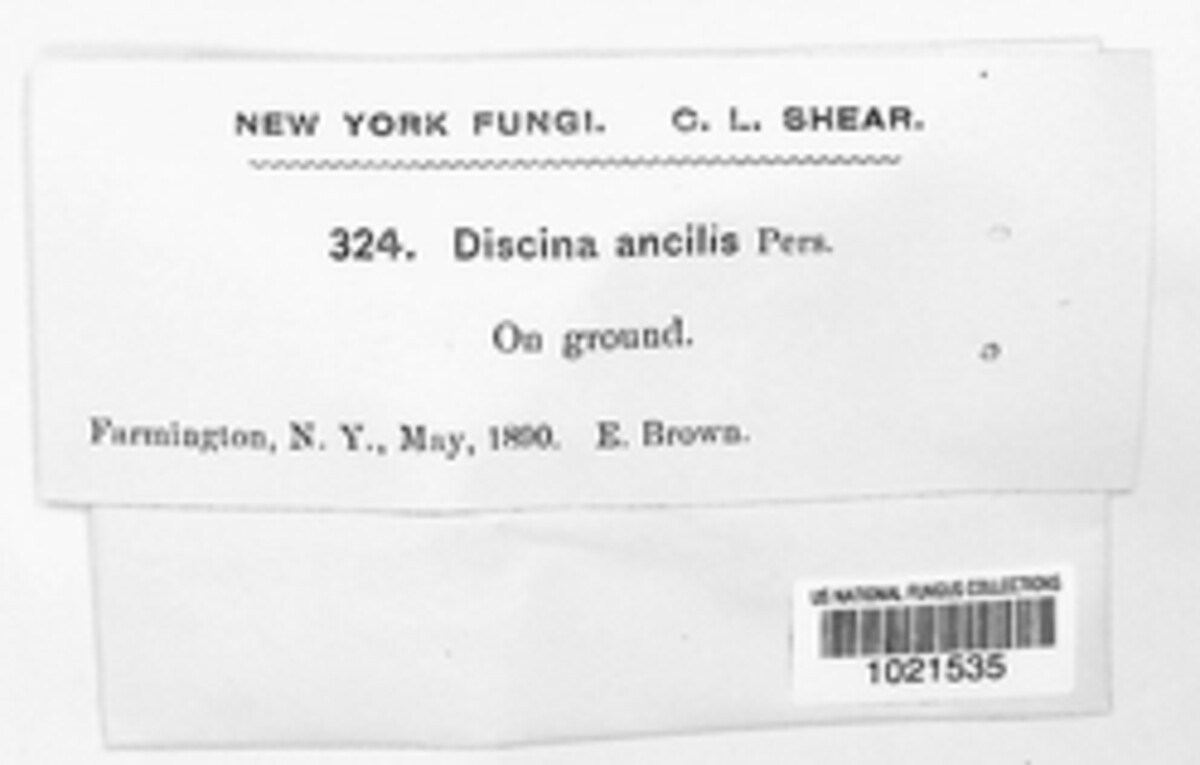 NEW YORK FUNGI. C. L. SHEAR.
324. Discina ancilis Pers.
On ground.
Farmington, N. Y., May, 1890. E. Brown.
US NATIONAL FUNGUS COLLECTIONS
1021535